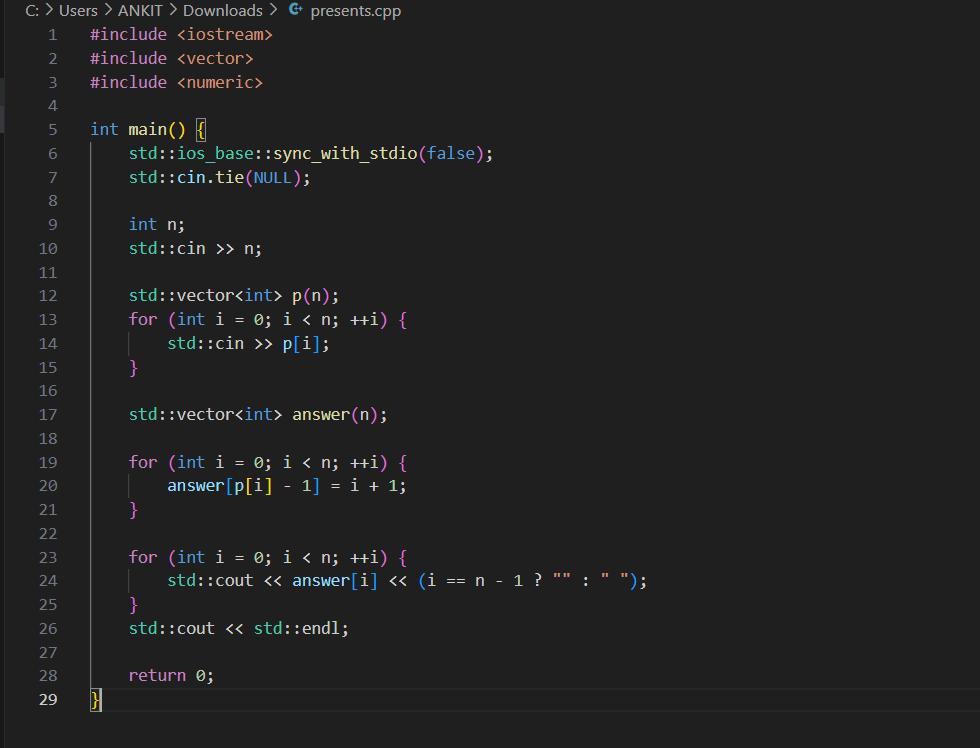 C: > Users > ANKIT > Downloads > presents.cpp
1 #include <iostream>
2 #include <vector>
3 #include <numeric>
4
5 int main() {
6     std::ios_base::sync_with_stdio(false);
7     std::cin.tie(NULL);
8
9     int n;
10     std::cin >> n;
11
12     std::vector<int> p(n);
13     for (int i = 0; i < n; ++i) {
14         std::cin >> p[i];
15     }
16
17     std::vector<int> answer(n);
18
19     for (int i = 0; i < n; ++i) {
20         answer[p[i] - 1] = i + 1;
21     }
22
23     for (int i = 0; i < n; ++i) {
24         std::cout << answer[i] << (i == n - 1 ? "" : " ");
25     }
26     std::cout << std::endl;
27
28     return 0;
29 }